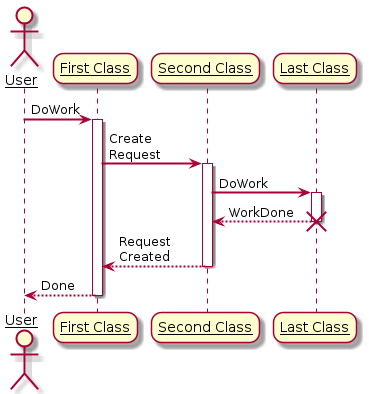 User
First Class
Second Class
Last Class
DoWork
Create
Request
DoWork
WorkDone
Request
Created
Done
User
First Class
Second Class
Last Class